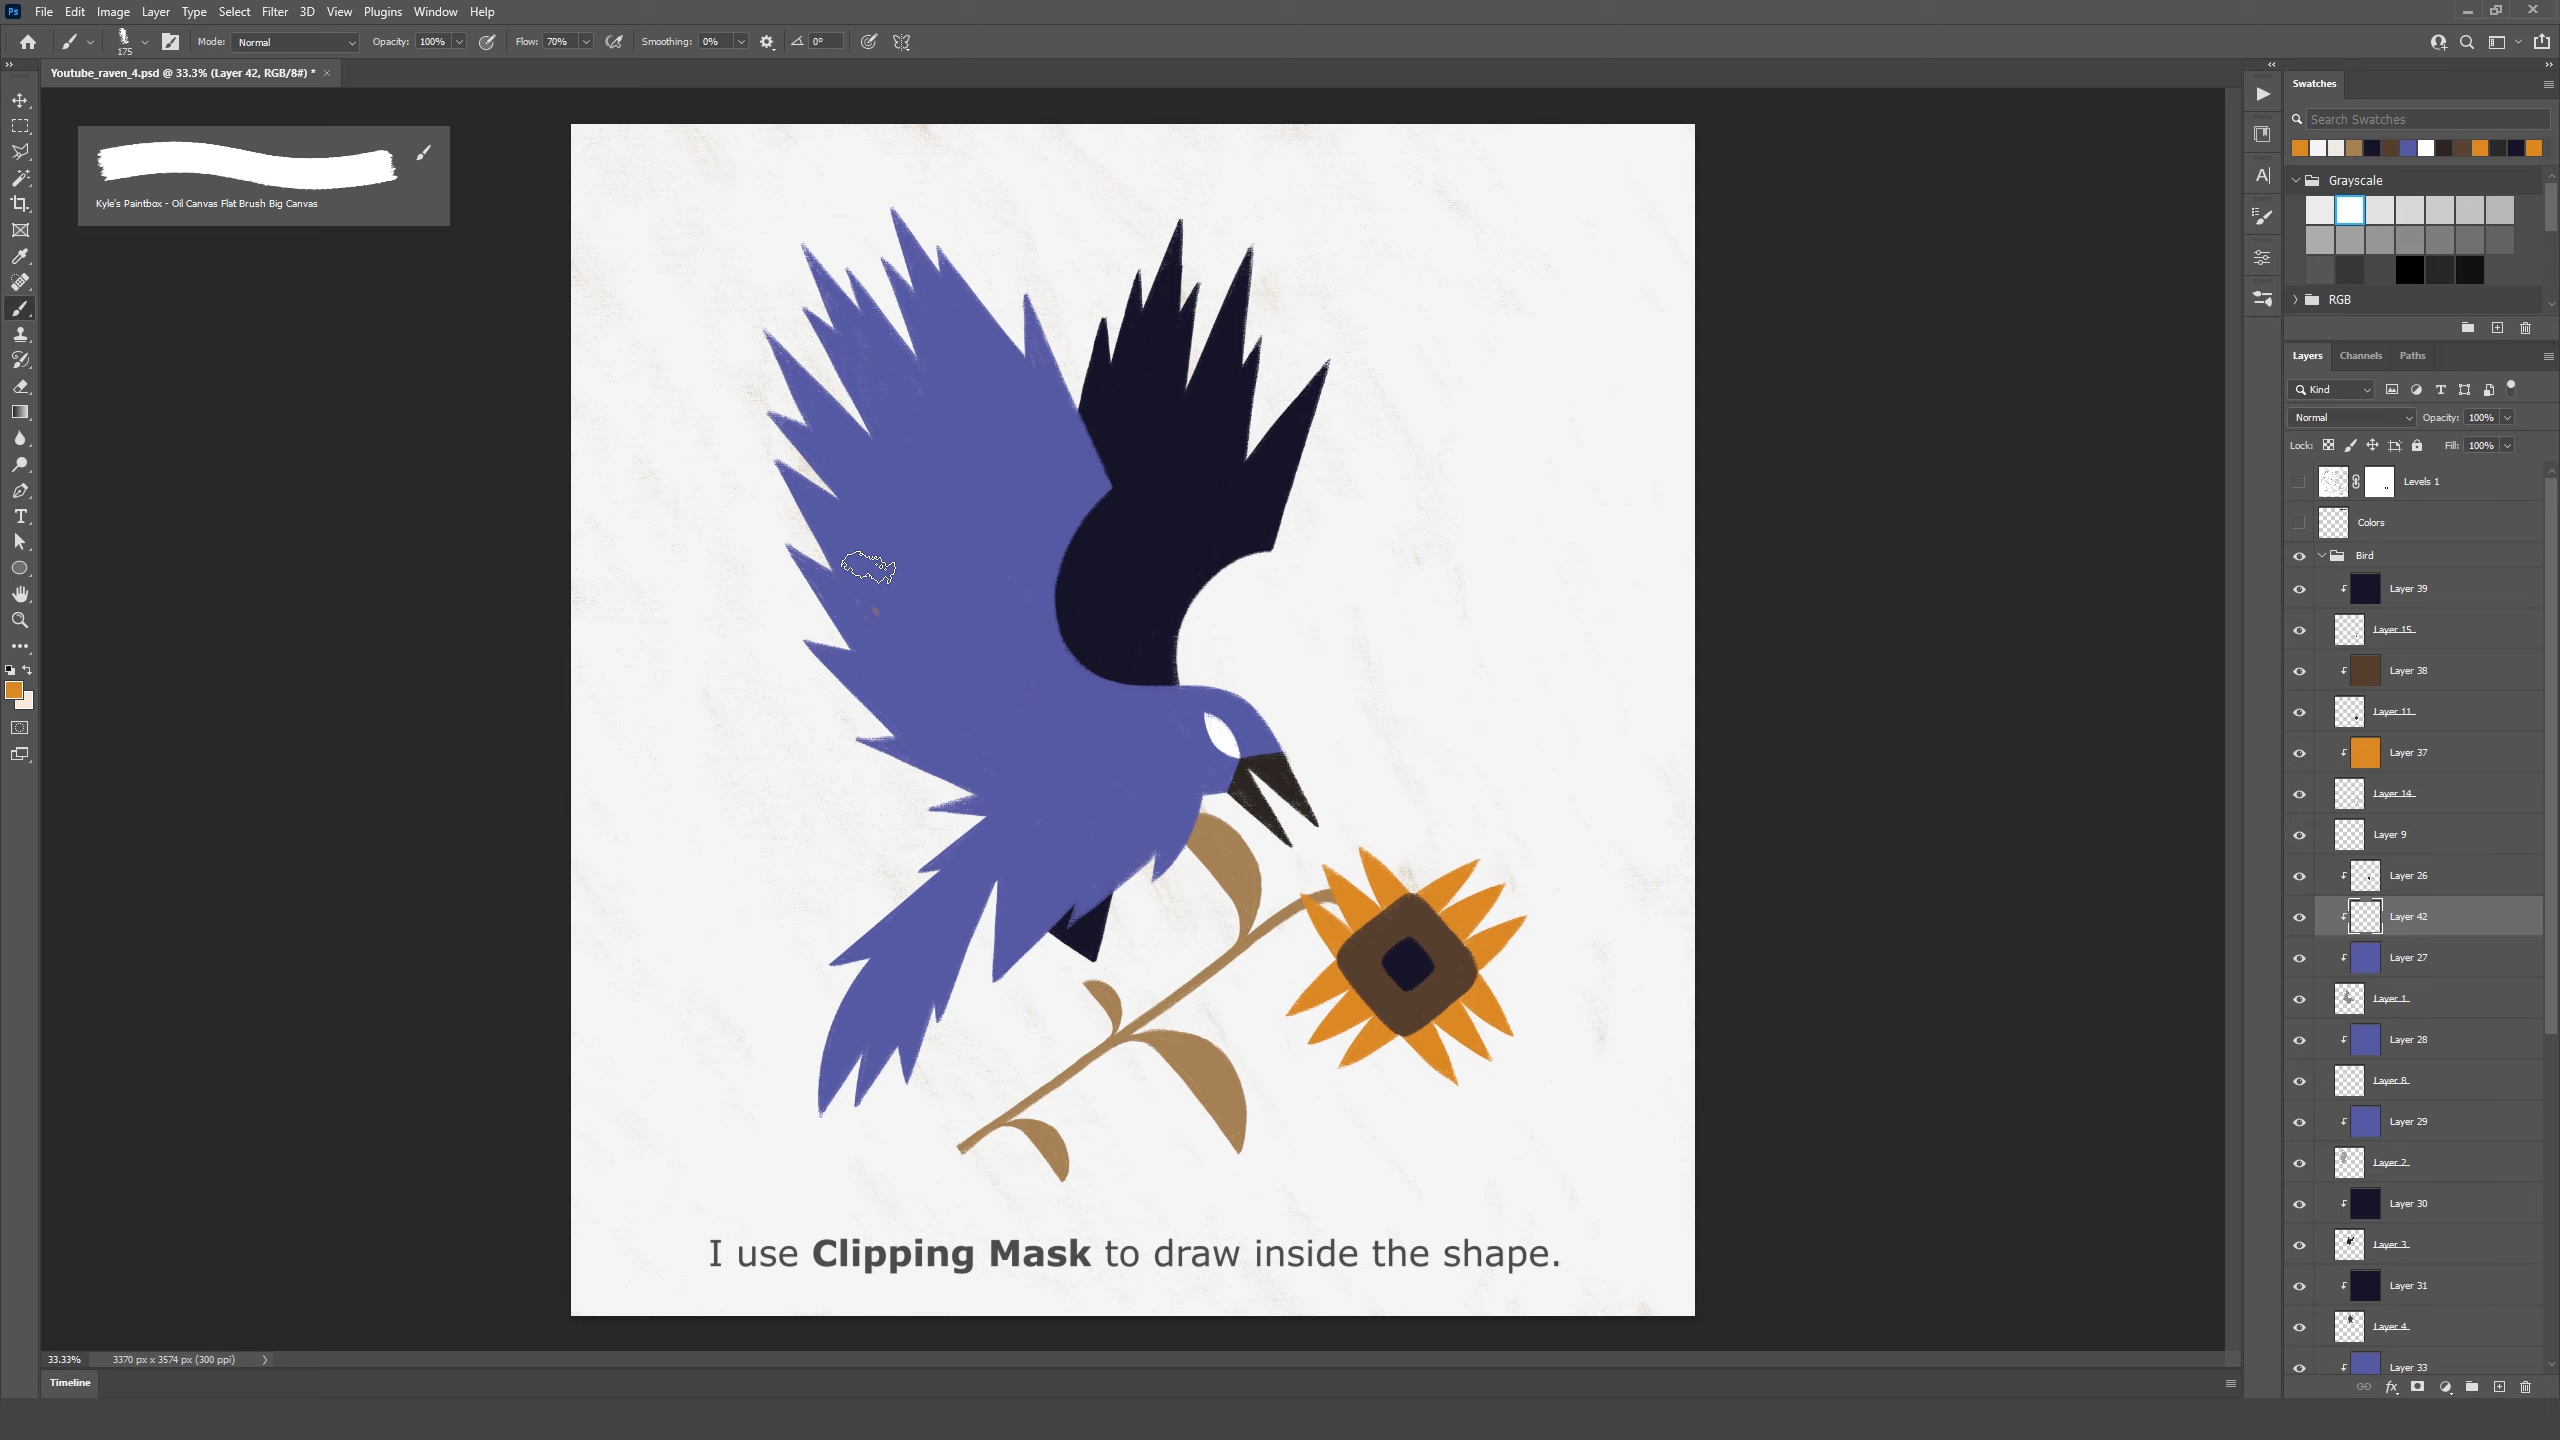 Ps File Edit Image Layer Type Select Filter 3D View Plugins Window Help
175 Mode: Normal Opacity: 100% Flow: 70% Smoothing: 0% 0°
Youtube_raven_4.psd @ 33.3% (Layer 42, RGB/8#) *
Kyle's Paintbox - Oil Canvas Flat Brush Big Canvas
Swatches
Search Swatches
Grayscale
RGB
Layers Channels Paths
Kind
Normal Opacity: 100%
Lock: Fill: 100%
Levels 1
Colors
Bird
Layer 39
Layer 15
Layer 38
Layer 11
Layer 37
Layer 14
Layer 9
Layer 26
Layer 42
Layer 27
Layer 1
Layer 28
Layer 8
Layer 29
Layer 2
Layer 30
Layer 3
Layer 31
Layer 4
Layer 33
I use Clipping Mask to draw inside the shape.
33.33% 3370 px x 3574 px (300 ppi)
Timeline